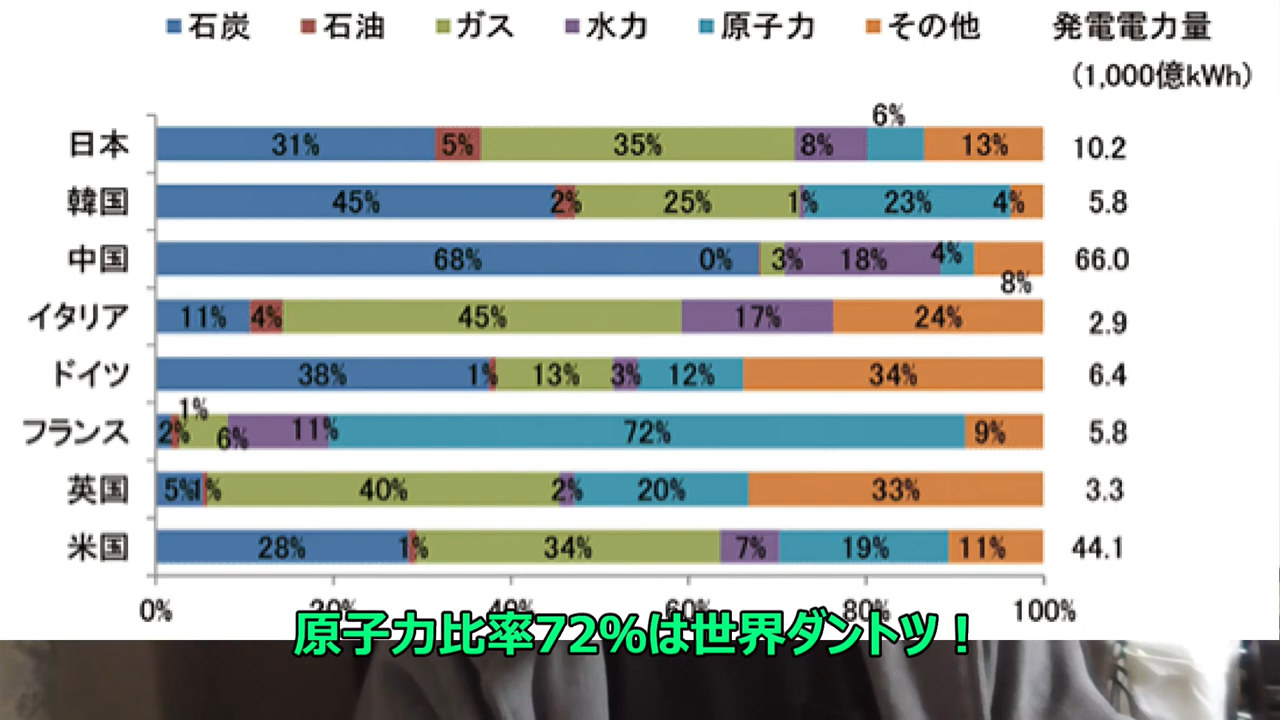 石炭 石油 ガス 水力 原子力 その他 発電電力量
（1,000億kWh）
6%
日本 31% 5% 35% 8% 13% 10.2
韓国 45% 2% 25% 1% 23% 4% 5.8
中国 68% 0% 3% 18% 4% 66.0
8%
イタリア 11% 4% 45% 17% 24% 2.9
ドイツ 38% 1% 13% 3% 12% 34% 6.4
1%
フランス 2% 6% 11% 72% 9% 5.8
英国 5% 1% 40% 2% 20% 33% 3.3
米国 28% 1% 34% 7% 19% 11% 44.1
0% 20% 40% 60% 80% 100%
原子力比率72%は世界ダントツ！